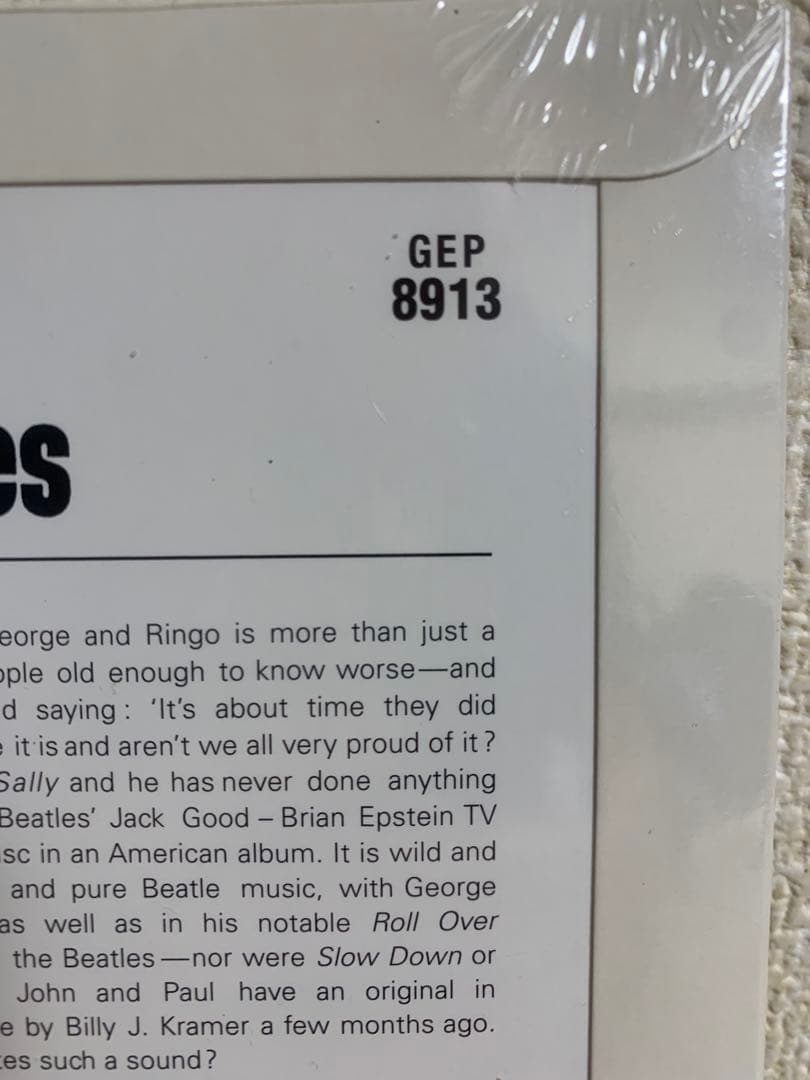 GEP
8913
es
eorge and Ringo is more than just a
ople old enough to know worse—and
d saying: 'It's about time they did
e it is and aren't we all very proud of it?
Sally and he has never done anything
Beatles' Jack Good – Brian Epstein TV
isc in an American album. It is wild and
and pure Beatle music, with George
as well as in his notable Roll Over
the Beatles—nor were Slow Down or
John and Paul have an original in
e by Billy J. Kramer a few months ago.
tes such a sound?